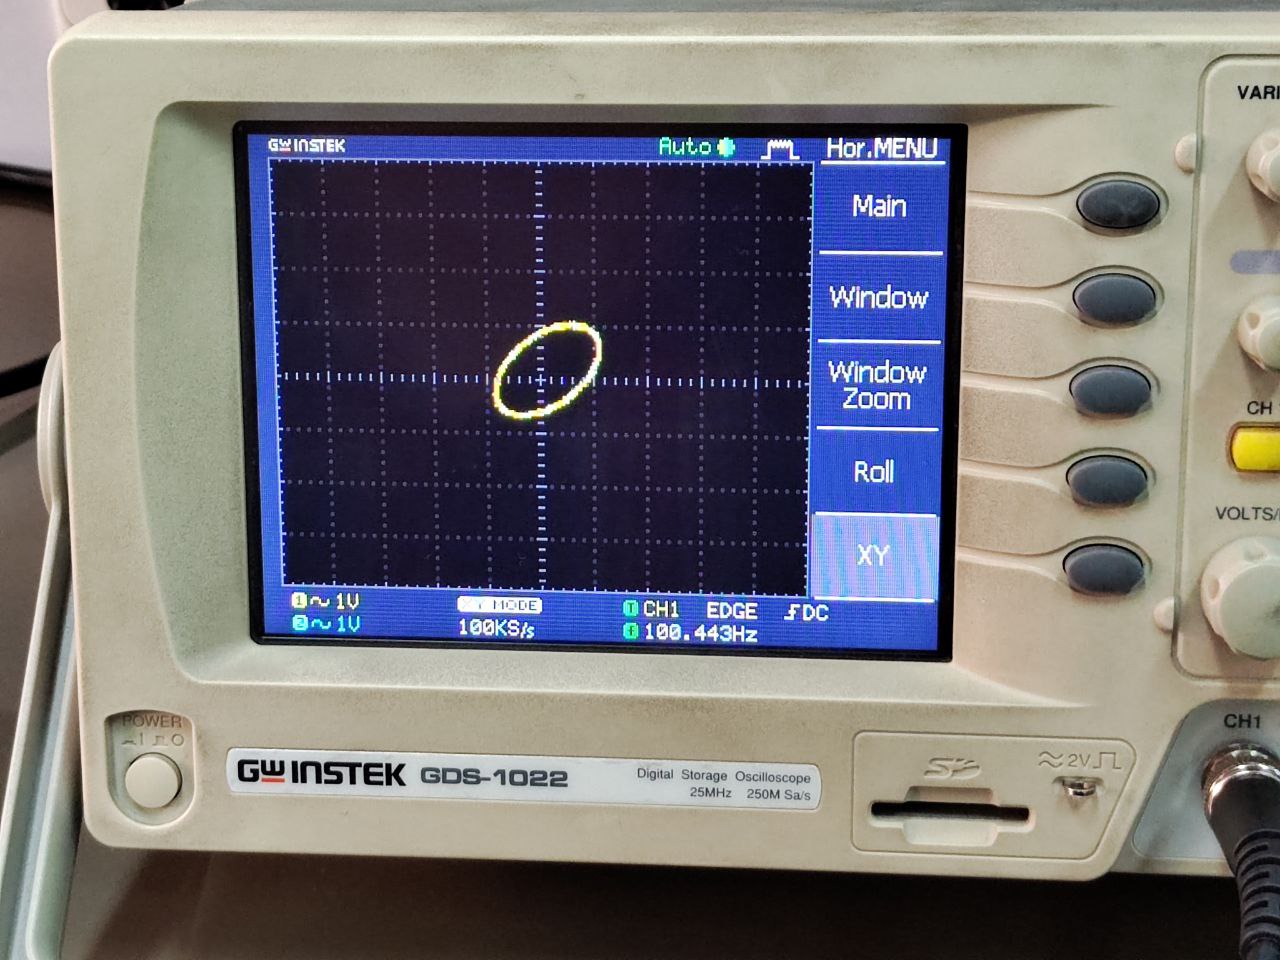 GW INSTEK Auto Hor.MENU
Main
Window
Window
Zoom
Roll
XY
1 1V XY MODE T CH1 EDGE DC
2 1V 100KS/s f 100.443Hz
VARI
CH
VOLTS/
CH1
POWER
I O
GW INSTEK GDS-1022
Digital Storage Oscilloscope
25MHz 250M Sa/s
SD
≈2V